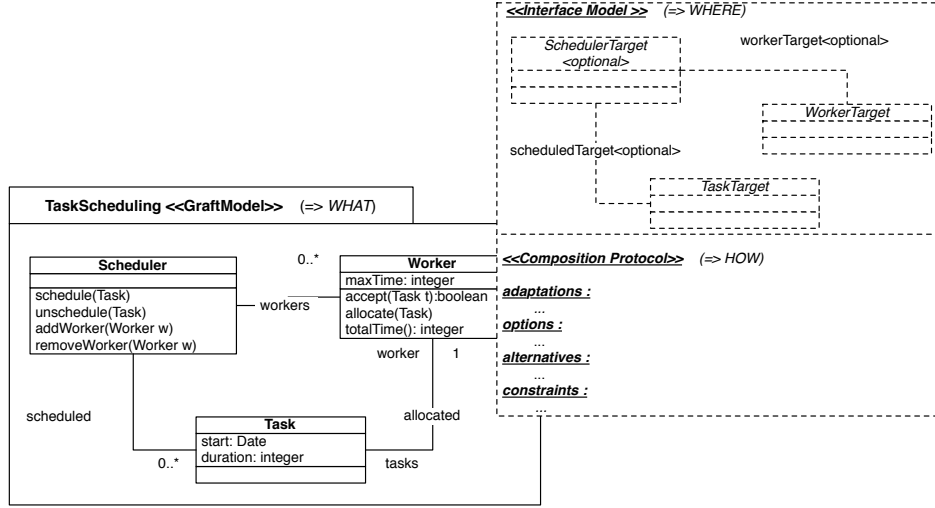 <<Interface Model >> (=> WHERE)
SchedulerTarget
<optional>
workerTarget<optional>
WorkerTarget
scheduledTarget<optional>
TaskTarget
TaskScheduling <<GraftModel>> (=> WHAT)
<<Composition Protocol>> (=> HOW)
adaptations :
...
options :
...
alternatives :
...
constraints :
...
Scheduler
schedule(Task)
unschedule(Task)
addWorker(Worker w)
removeWorker(Worker w)
0..*
workers
Worker
maxTime: integer
accept(Task t):boolean
allocate(Task)
totalTime(): integer
worker 1
scheduled
allocated
Task
start: Date
duration: integer
0..*
tasks